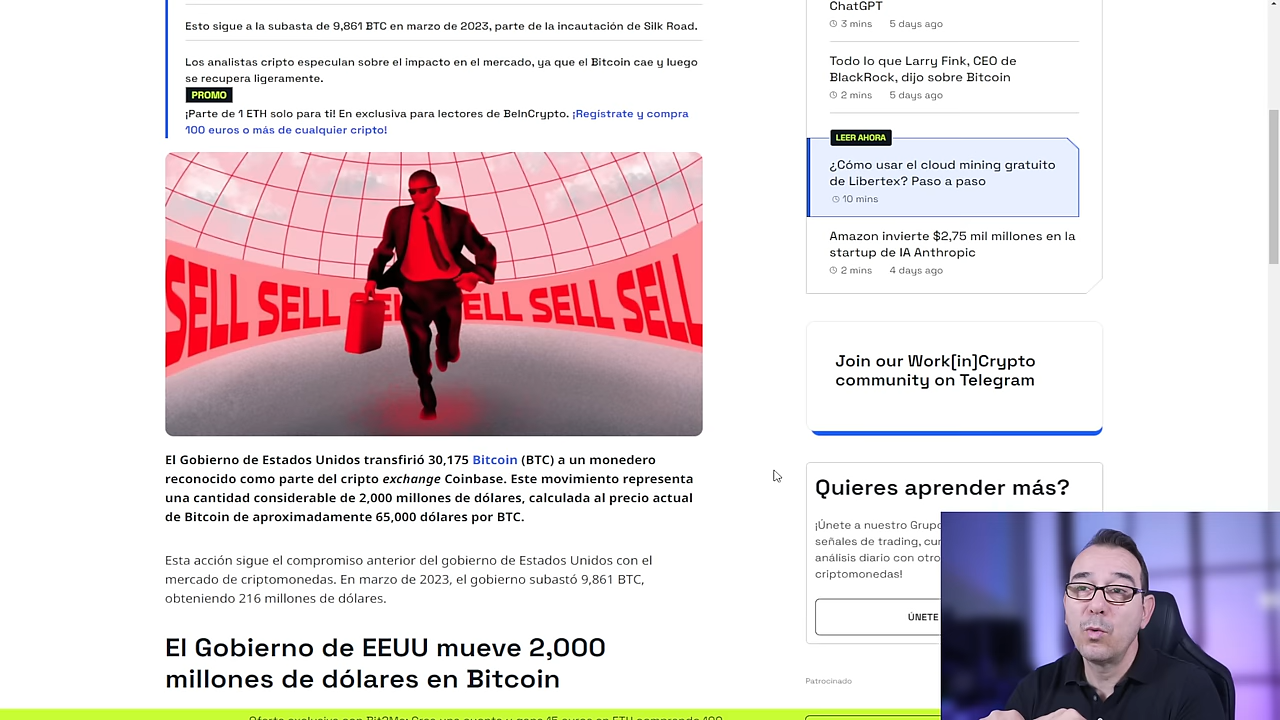 Esto sigue a la subasta de 9,861 BTC en marzo de 2023, parte de la incautación de Silk Road.
Los analistas cripto especulan sobre el impacto en el mercado, ya que el Bitcoin cae y luego
se recupera ligeramente.
PROMO
¡Parte de 1 ETH solo para ti! En exclusiva para lectores de BeInCrypto. ¡Regístrate y compra
100 euros o más de cualquier cripto!
SELL SELL SELL SELL SELL SELL
El Gobierno de Estados Unidos transfirió 30,175 Bitcoin (BTC) a un monedero
reconocido como parte del cripto exchange Coinbase. Este movimiento representa
una cantidad considerable de 2,000 millones de dólares, calculada al precio actual
de Bitcoin de aproximadamente 65,000 dólares por BTC.
Esta acción sigue el compromiso anterior del gobierno de Estados Unidos con el
mercado de criptomonedas. En marzo de 2023, el gobierno subastó 9,861 BTC,
obteniendo 216 millones de dólares.
El Gobierno de EEUU mueve 2,000
millones de dólares en Bitcoin
ChatGPT
3 mins 5 days ago
Todo lo que Larry Fink, CEO de
BlackRock, dijo sobre Bitcoin
2 mins 5 days ago
LEER AHORA
¿Cómo usar el cloud mining gratuito
de Libertex? Paso a paso
10 mins
Amazon invierte $2,75 mil millones en la
startup de IA Anthropic
2 mins 4 days ago
Join our Work[in]Crypto
community on Telegram
Quieres aprender más?
¡Únete a nuestro
señales de trading,
análisis diario con
criptomonedas!
ÚNETE
Patrocinado